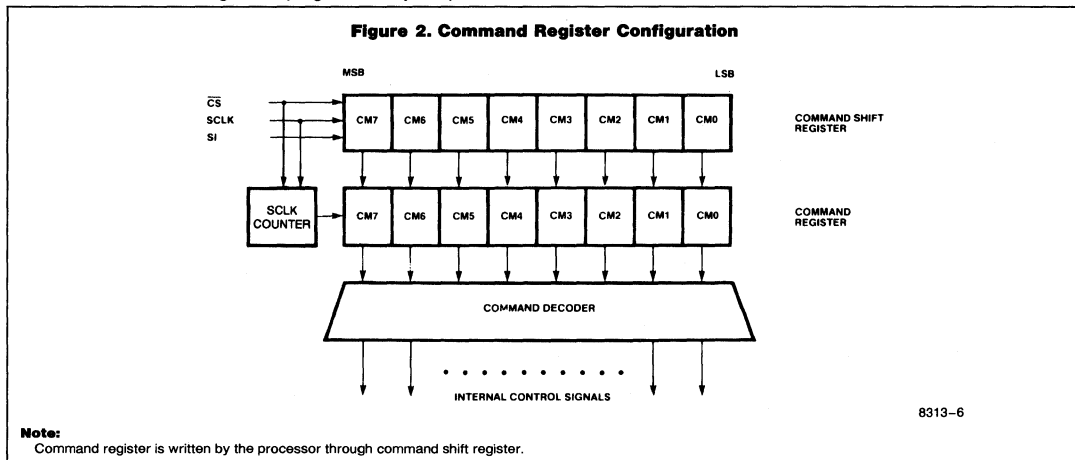 Figure 2. Command Register Configuration
MSB LSB
CS
SCLK
SI
CM7 CM6 CM5 CM4 CM3 CM2 CM1 CM0
COMMAND SHIFT
REGISTER
SCLK
COUNTER
CM7 CM6 CM5 CM4 CM3 CM2 CM1 CM0
COMMAND
REGISTER
COMMAND DECODER
INTERNAL CONTROL SIGNALS
8313–6
Note:
Command register is written by the processor through command shift register.